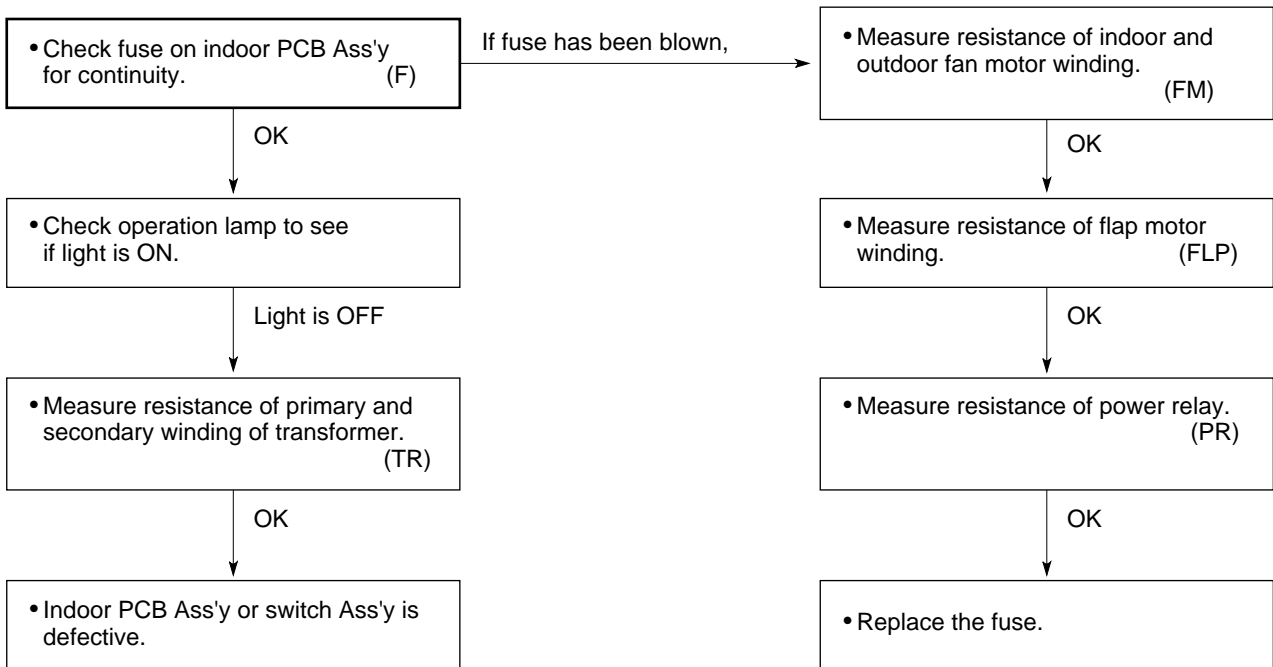 • Check fuse on indoor PCB Ass'y
for continuity. (F)
If fuse has been blown,
• Measure resistance of indoor and
outdoor fan motor winding.
(FM)
OK
OK
• Check operation lamp to see
if light is ON.
• Measure resistance of flap motor
winding. (FLP)
Light is OFF
OK
• Measure resistance of primary and
secondary winding of transformer.
(TR)
• Measure resistance of power relay.
(PR)
OK
OK
• Indoor PCB Ass'y or switch Ass'y is
defective.
• Replace the fuse.